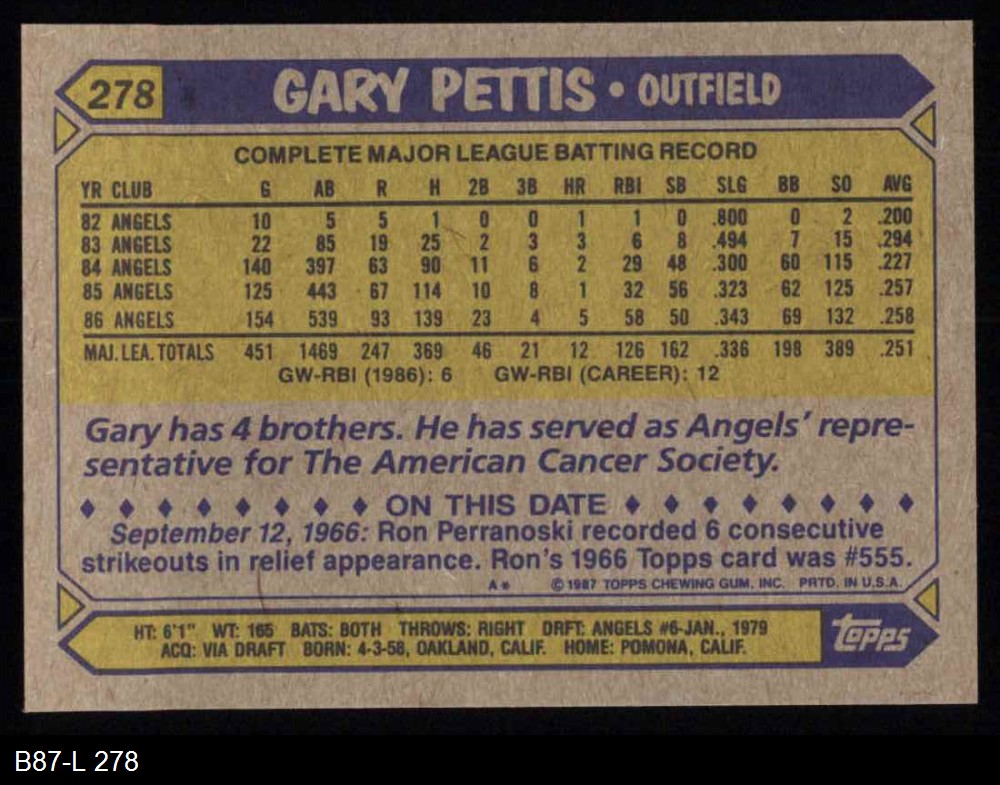 278 GARY PETTIS • OUTFIELD
COMPLETE MAJOR LEAGUE BATTING RECORD
YR CLUB G AB R H 2B 3B HR RBI SB SLG BB SO AVG
82 ANGELS 10 5 5 1 0 0 1 1 0 .800 0 2 .200
83 ANGELS 22 85 19 25 2 3 3 6 8 .494 7 15 .294
84 ANGELS 140 397 63 90 11 6 2 29 48 .300 60 115 .227
85 ANGELS 125 443 67 114 10 8 1 32 56 .323 62 125 .257
86 ANGELS 154 539 93 139 23 4 5 58 50 .343 69 132 .258
MAJ. LEA. TOTALS 451 1469 247 369 46 21 12 126 162 .336 198 389 .251
GW-RBI (1986): 6 GW-RBI (CAREER): 12
Gary has 4 brothers. He has served as Angels' repre-
sentative for The American Cancer Society.
♦ ♦ ♦ ♦ ♦ ♦ ♦ ♦ ON THIS DATE ♦ ♦ ♦ ♦ ♦ ♦ ♦ ♦
September 12, 1966: Ron Perranoski recorded 6 consecutive
strikeouts in relief appearance. Ron's 1966 Topps card was #555.
A* © 1987 TOPPS CHEWING GUM, INC. PRTD. IN U.S.A.
HT: 6'1" WT: 165 BATS: BOTH THROWS: RIGHT DRFT: ANGELS #6-JAN., 1979
ACQ: VIA DRAFT BORN: 4-3-58, OAKLAND, CALIF. HOME: POMONA, CALIF.
topps
B87-L 278